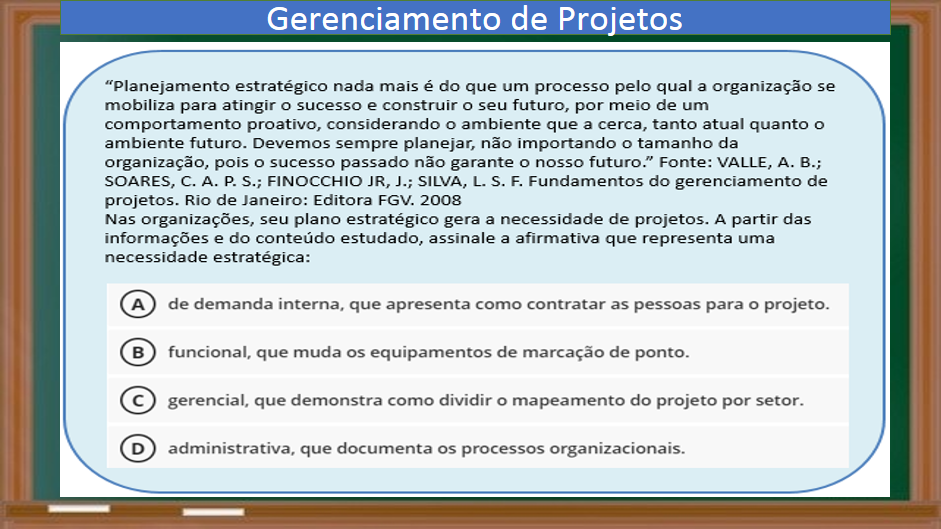 Gerenciamento de Projetos
“Planejamento estratégico nada mais é do que um processo pelo qual a organização se
mobiliza para atingir o sucesso e construir o seu futuro, por meio de um
comportamento proativo, considerando o ambiente que a cerca, tanto atual quanto o
ambiente futuro. Devemos sempre planejar, não importando o tamanho da
organização, pois o sucesso passado não garante o nosso futuro.” Fonte: VALLE, A. B.;
SOARES, C. A. P. S.; FINOCCHIO JR, J.; SILVA, L. S. F. Fundamentos do gerenciamento de
projetos. Rio de Janeiro: Editora FGV. 2008
Nas organizações, seu plano estratégico gera a necessidade de projetos. A partir das
informações e do conteúdo estudado, assinale a afirmativa que representa uma
necessidade estratégica:
A de demanda interna, que apresenta como contratar as pessoas para o projeto.
B funcional, que muda os equipamentos de marcação de ponto.
C gerencial, que demonstra como dividir o mapeamento do projeto por setor.
D administrativa, que documenta os processos organizacionais.